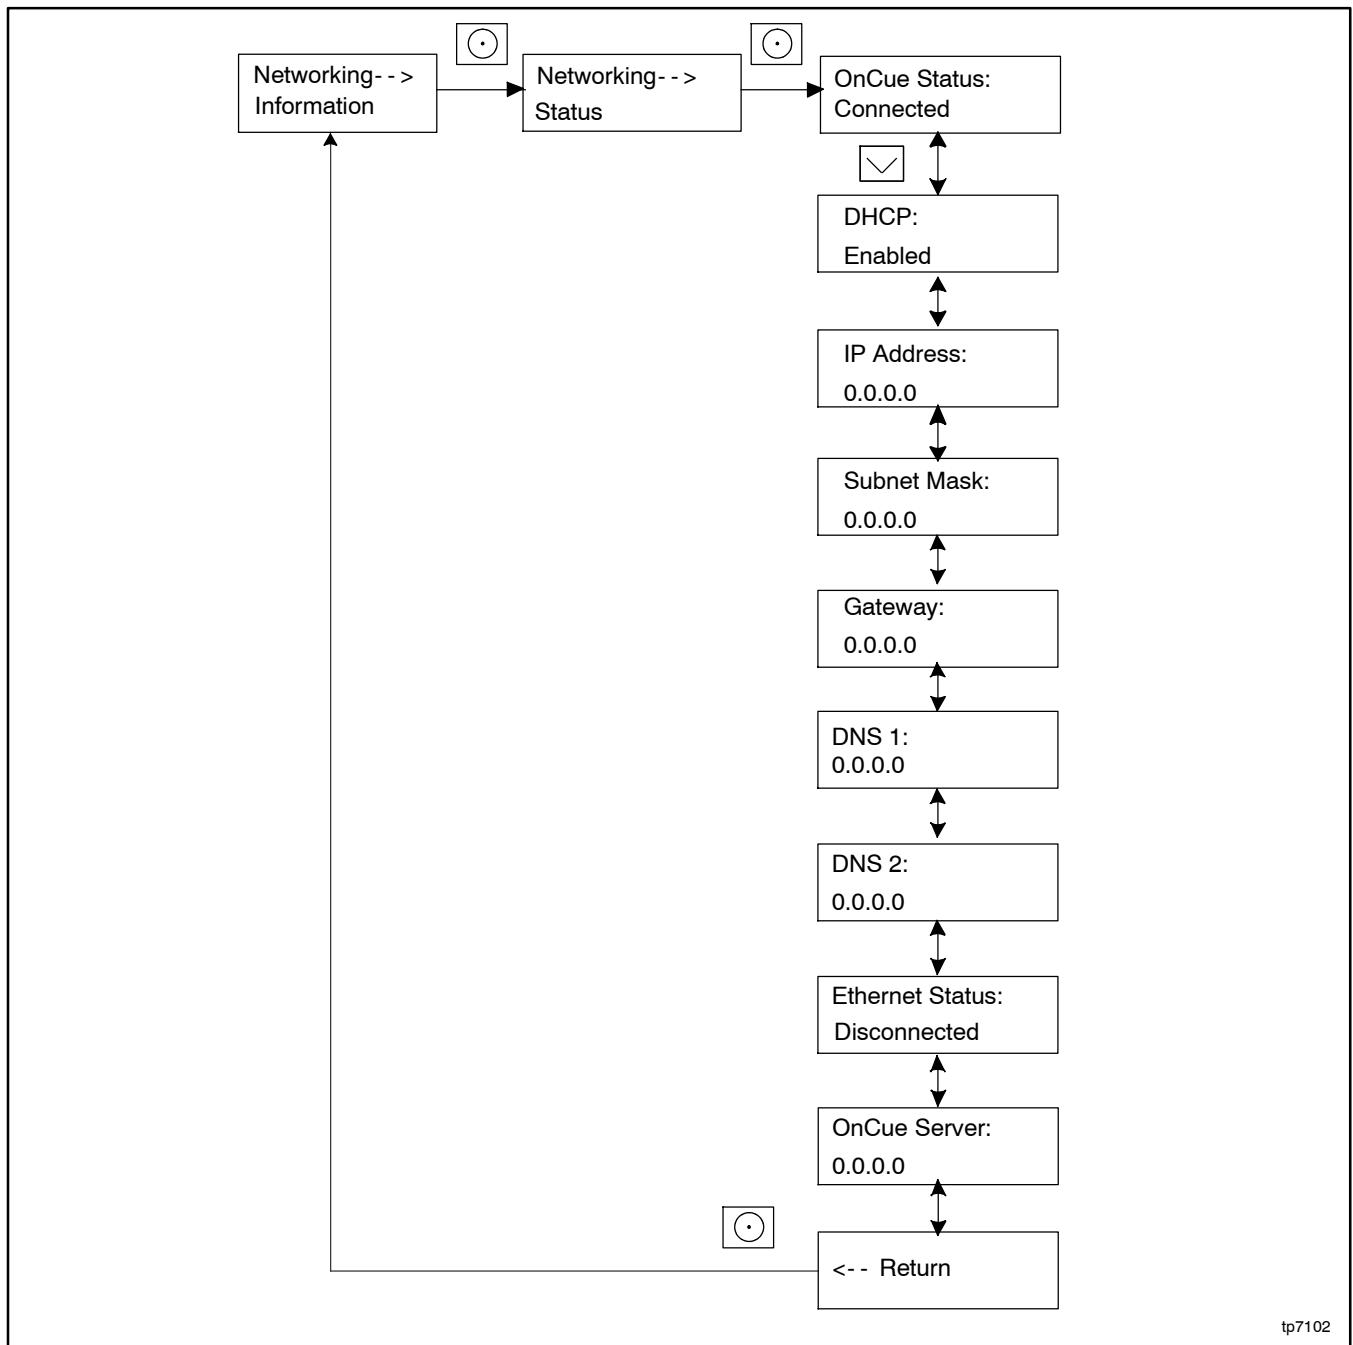 Networking-->
Information
Networking-->
Status
OnCue Status:
Connected
DHCP:
Enabled
IP Address:
0.0.0.0
Subnet Mask:
0.0.0.0
Gateway:
0.0.0.0
DNS 1:
0.0.0.0
DNS 2:
0.0.0.0
Ethernet Status:
Disconnected
OnCue Server:
0.0.0.0
<-- Return
tp7102